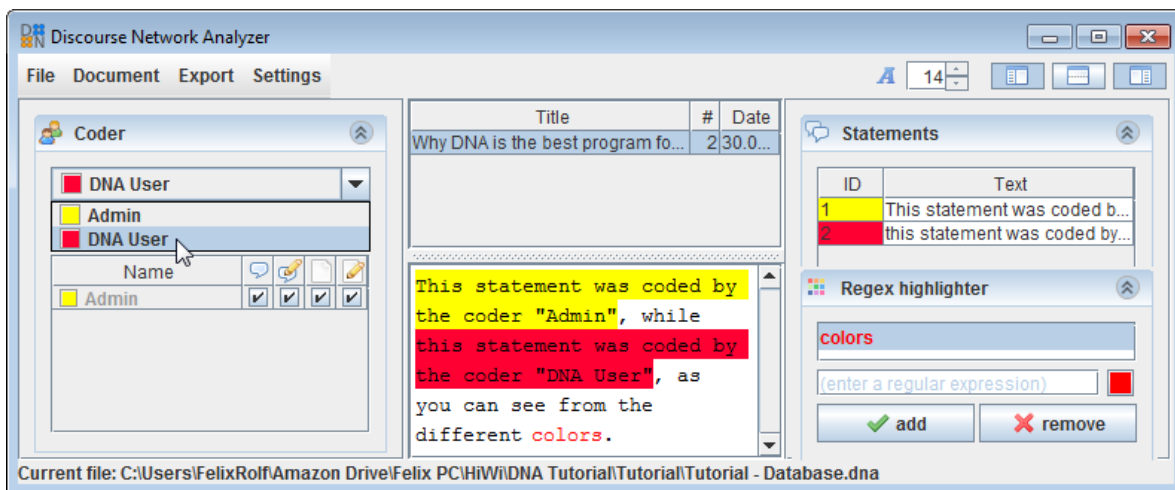 Discourse Network Analyzer
File Document Export Settings
A 14
Coder
DNA User
Admin
DNA User
Name
Admin
Title # Date
Why DNA is the best program fo... 2 30.0...
This statement was coded by
the coder "Admin", while
this statement was coded by
the coder "DNA User", as
you can see from the
different colors.
Statements
ID Text
1 This statement was coded b...
2 this statement was coded by...
Regex highlighter
colors
(enter a regular expression)
add remove
Current file: C:\Users\FelixRolf\Amazon Drive\Felix PC\HiWi\DNA Tutorial\Tutorial\Tutorial - Database.dna